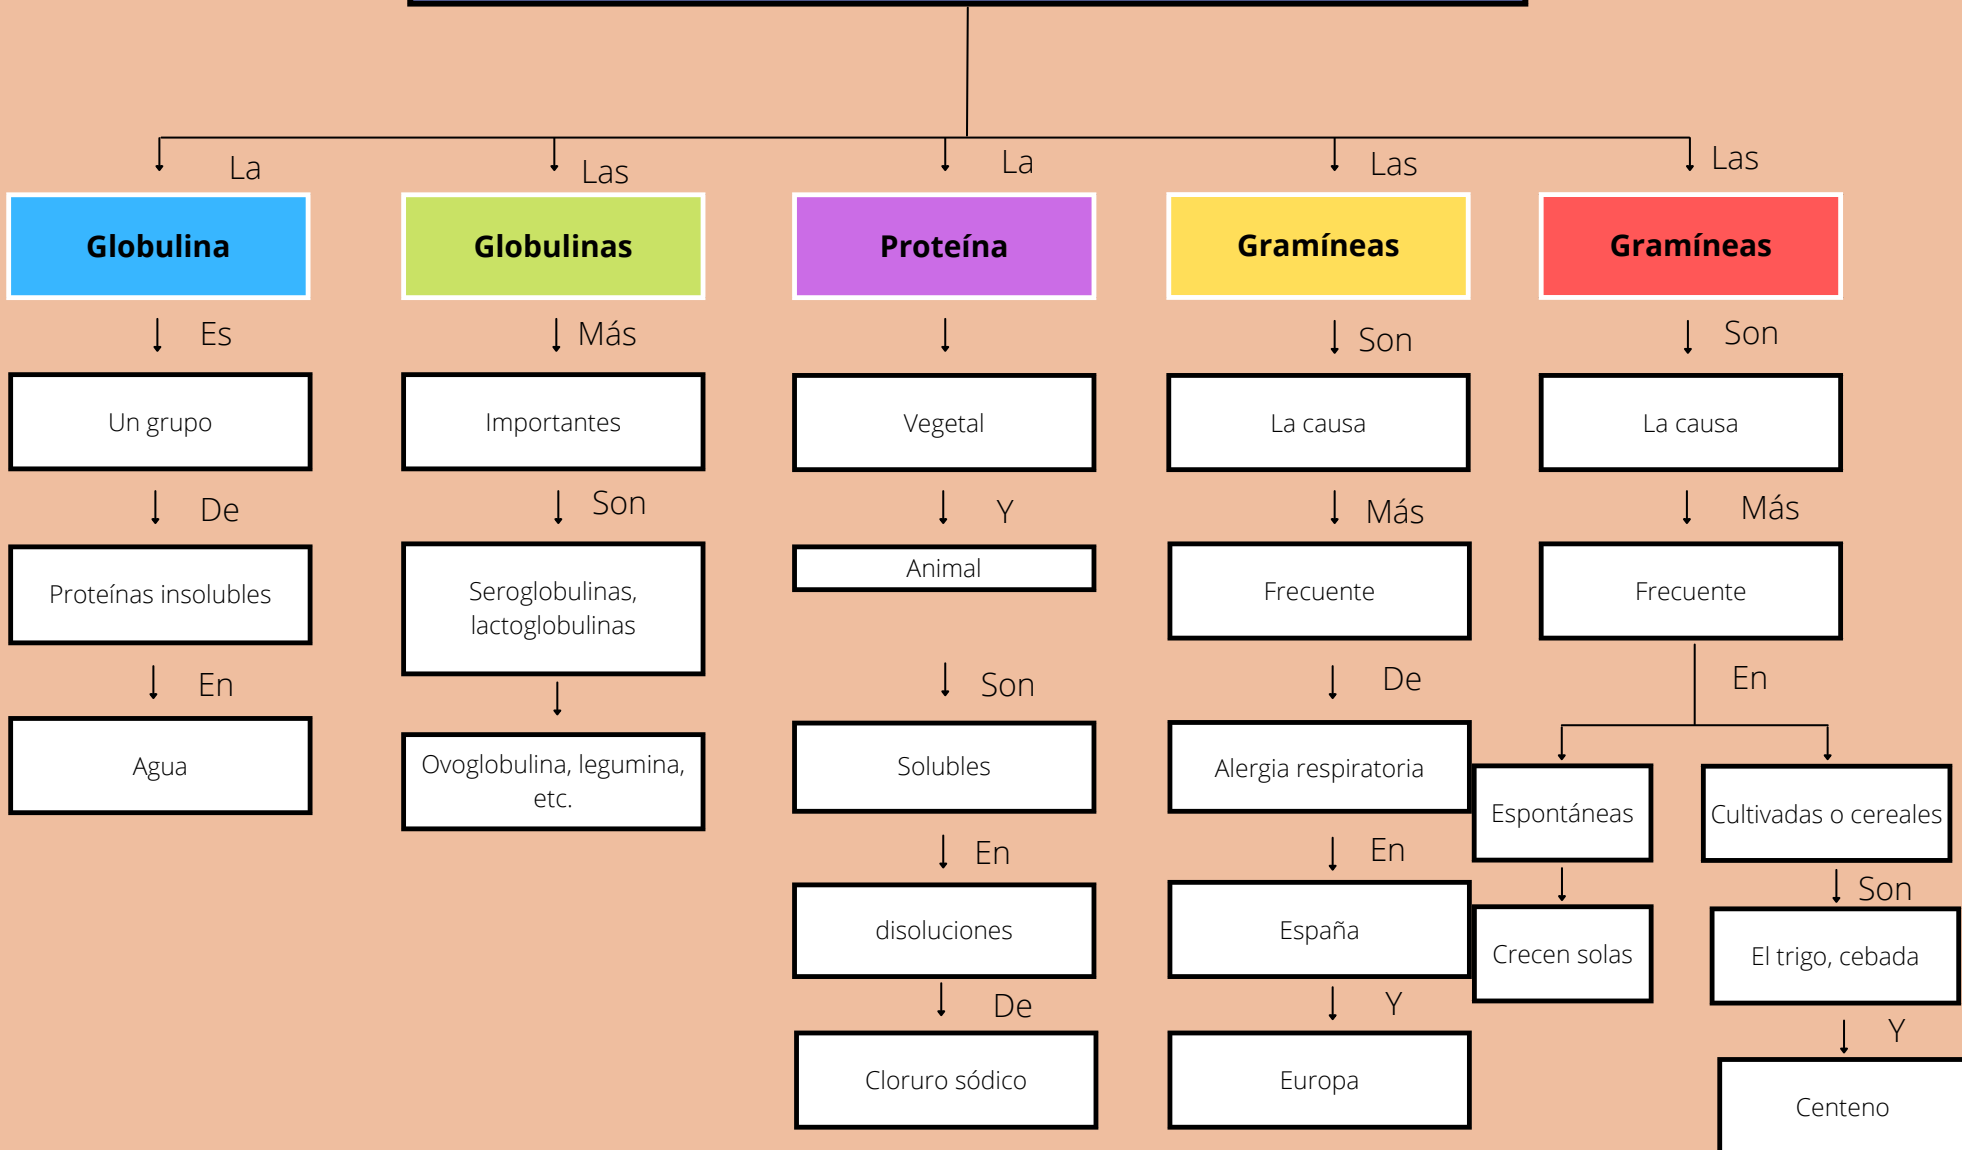 La
Globulina
Es
Un grupo
De
Proteínas insolubles
En
Agua
Las
Globulinas
Más
Importantes
Son
Seroglobulinas,
lactoglobulinas
Ovoglobulina, legumina,
etc.
La
Proteína
Vegetal
Y
Animal
Son
Solubles
En
disoluciones
De
Cloruro sódico
Las
Gramíneas
Son
La causa
Más
Frecuente
De
Alergia respiratoria
En
España
Y
Europa
Las
Gramíneas
Son
La causa
Más
Frecuente
En
Espontáneas
Crecen solas
Cultivadas o cereales
Son
El trigo, cebada
Y
Centeno